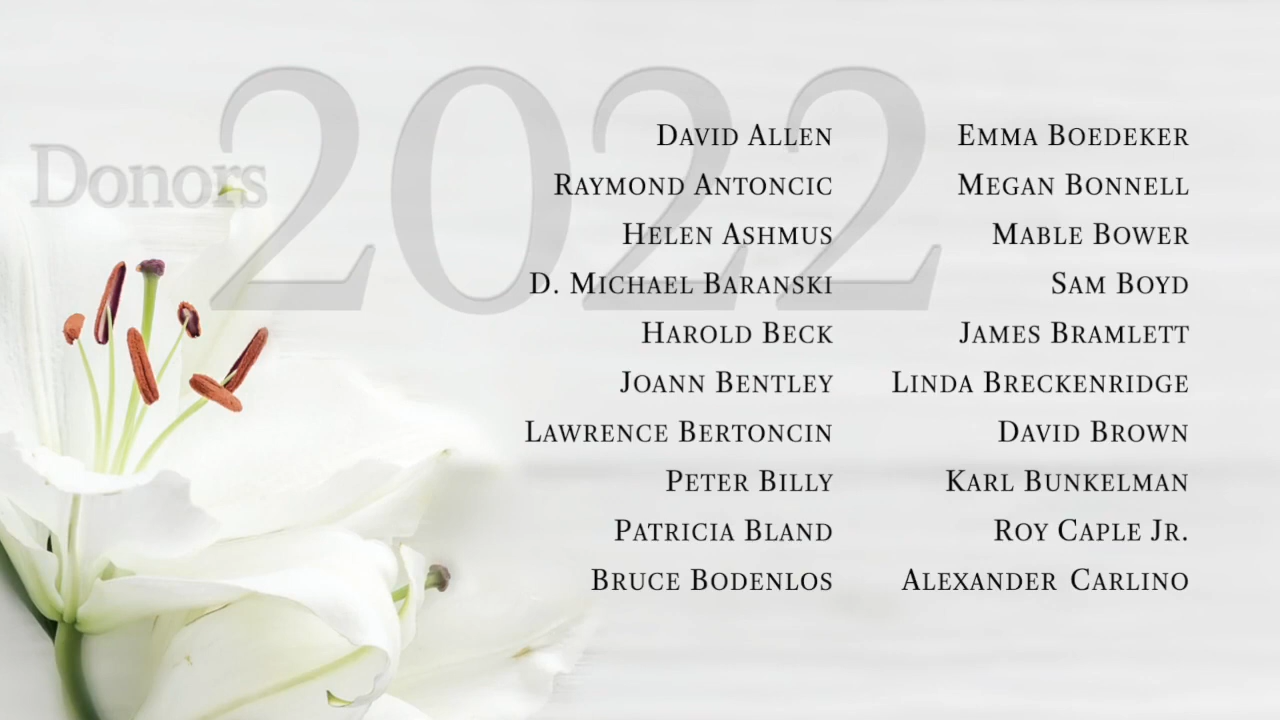 2022
Donors
David Allen
Raymond Antoncic
Helen Ashmus
D. Michael Baranski
Harold Beck
Joann Bentley
Lawrence Bertoncin
Peter Billy
Patricia Bland
Bruce Bodenlos
Emma Boedeker
Megan Bonnell
Mable Bower
Sam Boyd
James Bramlett
Linda Breckenridge
David Brown
Karl Bunkelman
Roy Caple Jr.
Alexander Carlino